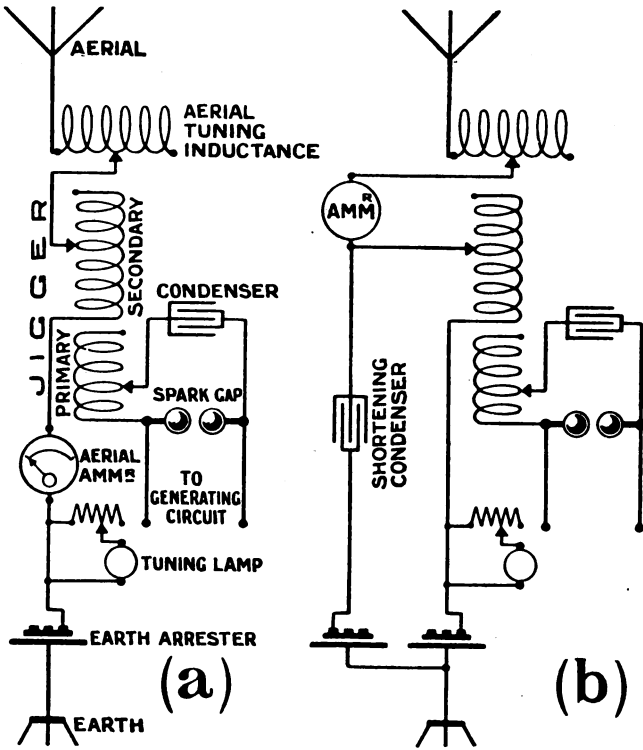 AERIAL
AERIAL
TUNING
INDUCTANCE
JIGGER
SECONDARY
PRIMARY
CONDENSER
SPARK GAP
AERIAL
AMMR
TO
GENERATING
CIRCUIT
TUNING LAMP
EARTH ARRESTER
EARTH
(a)
AMMR
SHORTENING
CONDENSER
(b)